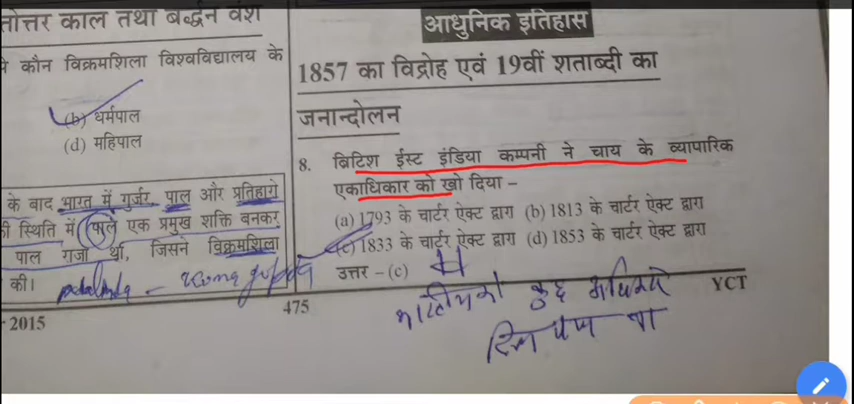 तोत्तर काल तथा बर्द्धन वंश
कौन विक्रमशिला विश्वविद्यालय के
(b) धर्मपाल
(d) महिपाल
के बाद भारत में गुर्जर, पाल और प्रतिहारों
की स्थिति में पाल एक प्रमुख शक्ति बनकर
पाल राजा था, जिसने विक्रमशिला
की।
2015
आधुनिक इतिहास
1857 का विद्रोह एवं 19वीं शताब्दी का
जनान्दोलन
8. ब्रिटिश ईस्ट इंडिया कम्पनी ने चाय के व्यापारिक
एकाधिकार को खो दिया –
(a) 1793 के चार्टर ऐक्ट द्वारा (b) 1813 के चार्टर ऐक्ट द्वारा
(c) 1833 के चार्टर ऐक्ट द्वारा (d) 1853 के चार्टर ऐक्ट द्वारा
उत्तर –(c)
475
YCT